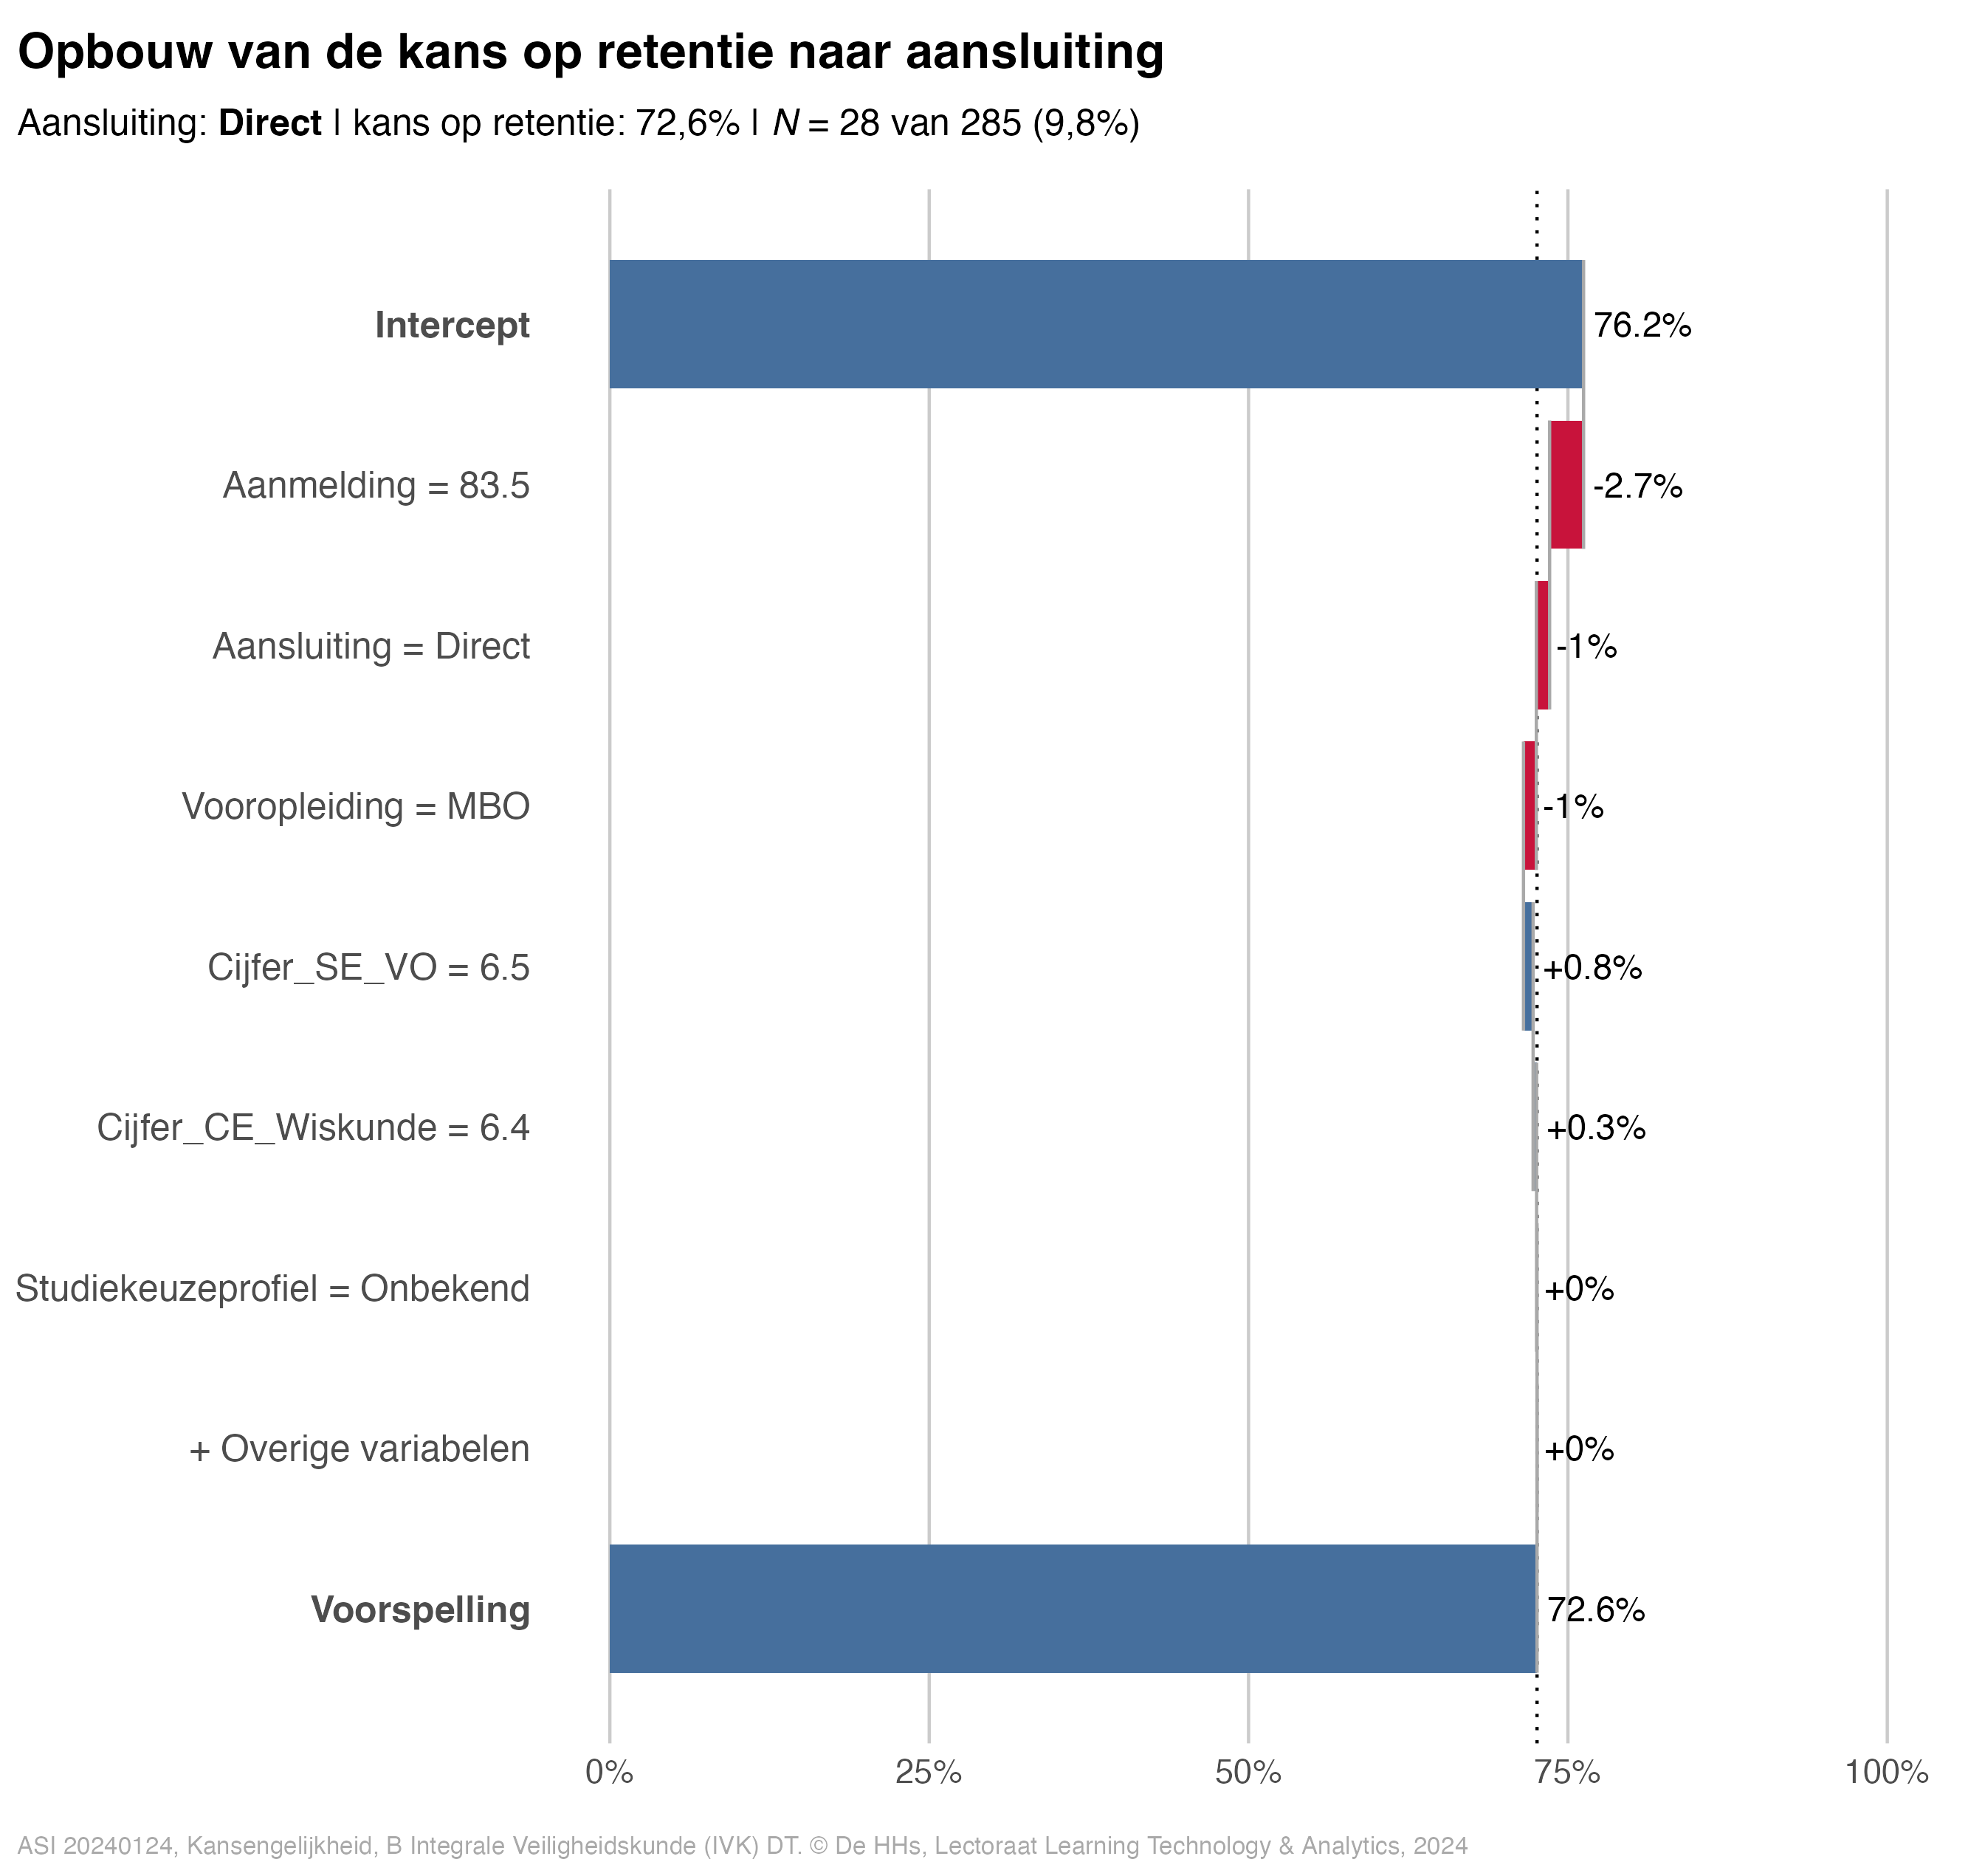 Opbouw van de kans op retentie naar aansluiting
Aansluiting: Direct | kans op retentie: 72,6% | N = 28 van 285 (9,8%)
Intercept 76.2%
Aanmelding = 83.5 -2.7%
Aansluiting = Direct -1%
Vooropleiding = MBO -1%
Cijfer_SE_VO = 6.5 +0.8%
Cijfer_CE_Wiskunde = 6.4 +0.3%
Studiekeuzeprofiel = Onbekend +0%
+ Overige variabelen +0%
Voorspelling 72.6%
0% 25% 50% 75% 100%
ASI 20240124, Kansengelijkheid, B Integrale Veiligheidskunde (IVK) DT. © De HHs, Lectoraat Learning Technology & Analytics, 2024